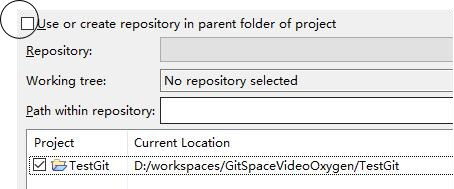 Use or create repository in parent folder of project
Repository:
Working tree: No repository selected
Path within repository:
Project Current Location
TestGit D:/workspaces/GitSpaceVideoOxygen/TestGit